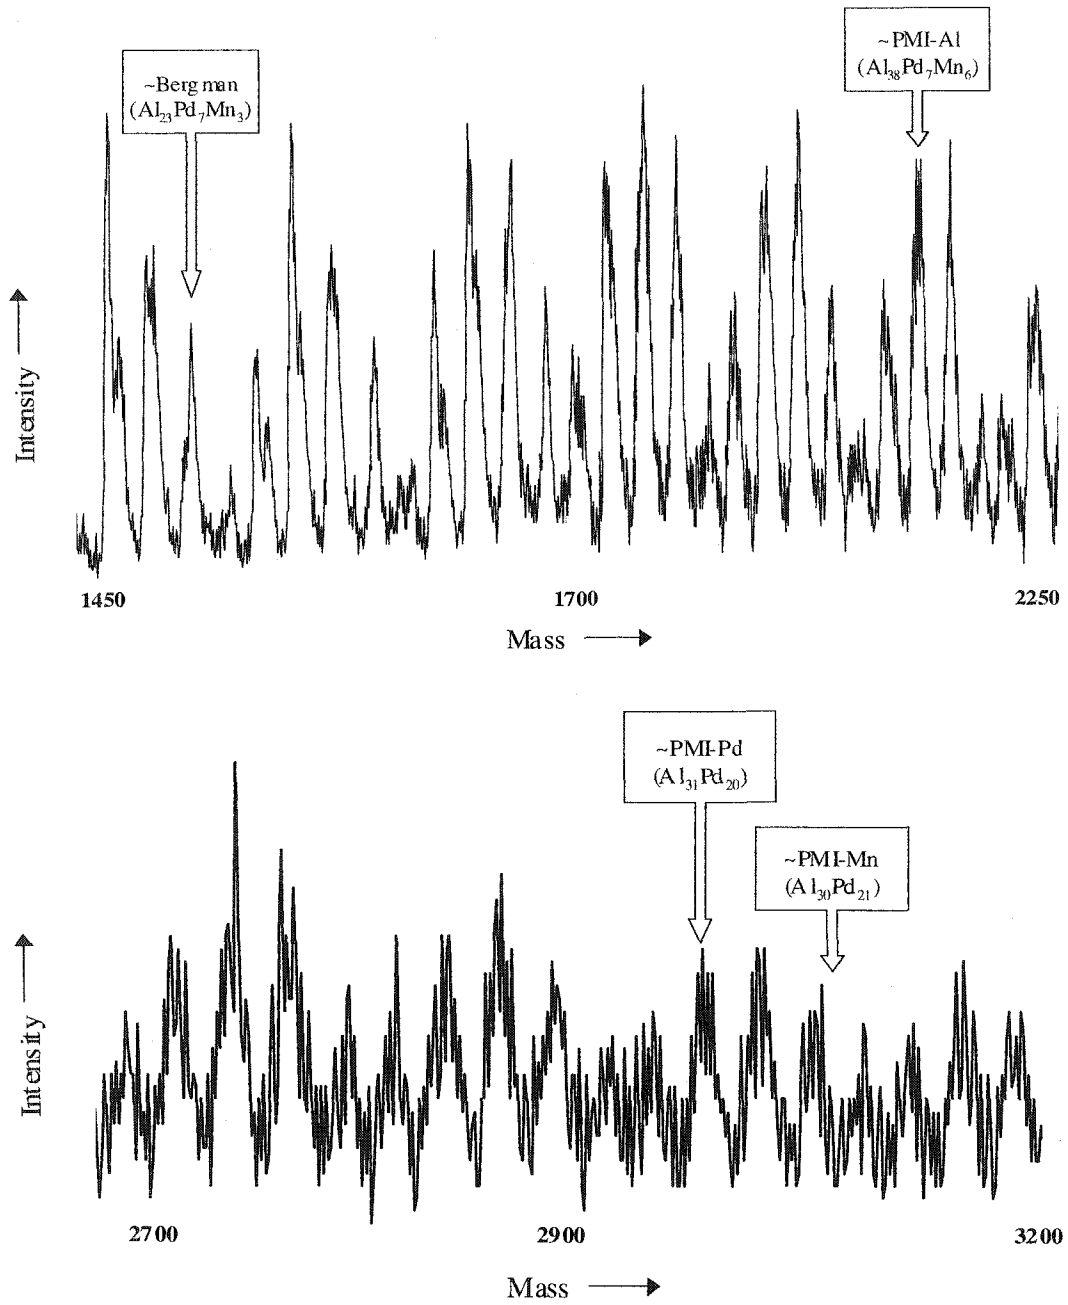 ~PMI-Al
(Al₃₈Pd₇Mn₆)
~Bergman
(Al₂₃Pd₇Mn₃)
Intensity
1450 1700 2250
Mass
~PMI-Pd
(Al₃₁Pd₂₀)
~PMI-Mn
(Al₃₀Pd₂₁)
Intensity
2700 2900 3200
Mass